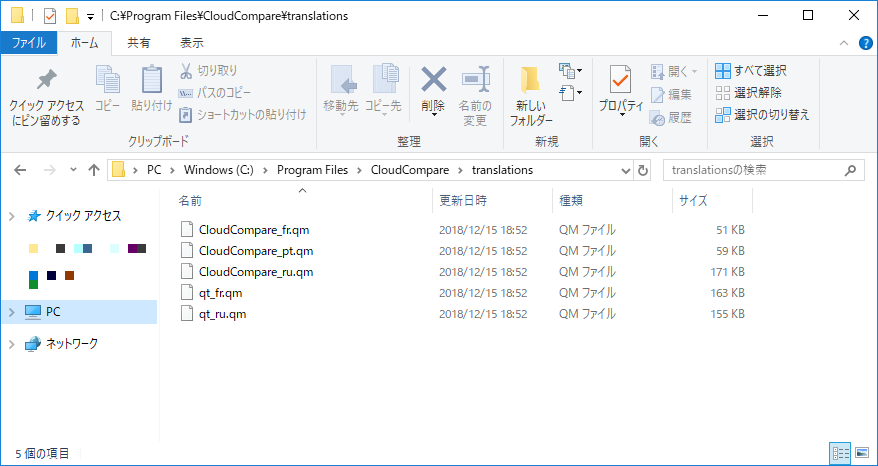 C:¥Program Files¥CloudCompare¥translations
ファイル ホーム 共有 表示
クイック アクセス
にピン留めする
コピー
貼り付け
切り取り
パスのコピー
ショートカットの貼り付け
クリップボード
移動先
コピー先
削除
名前の
変更
整理
新しい
フォルダー
新規
プロパティ
開く
編集
履歴
開く
すべて選択
選択解除
選択の切り替え
選択
PC Windows (C:) Program Files CloudCompare translations
translationsの検索
クイック アクセス
PC
ネットワーク
名前 更新日時 種類 サイズ
CloudCompare_fr.qm 2018/12/15 18:52 QM ファイル 51 KB
CloudCompare_pt.qm 2018/12/15 18:52 QM ファイル 59 KB
CloudCompare_ru.qm 2018/12/15 18:52 QM ファイル 171 KB
qt_fr.qm 2018/12/15 18:52 QM ファイル 163 KB
qt_ru.qm 2018/12/15 18:52 QM ファイル 155 KB
5 個の項目